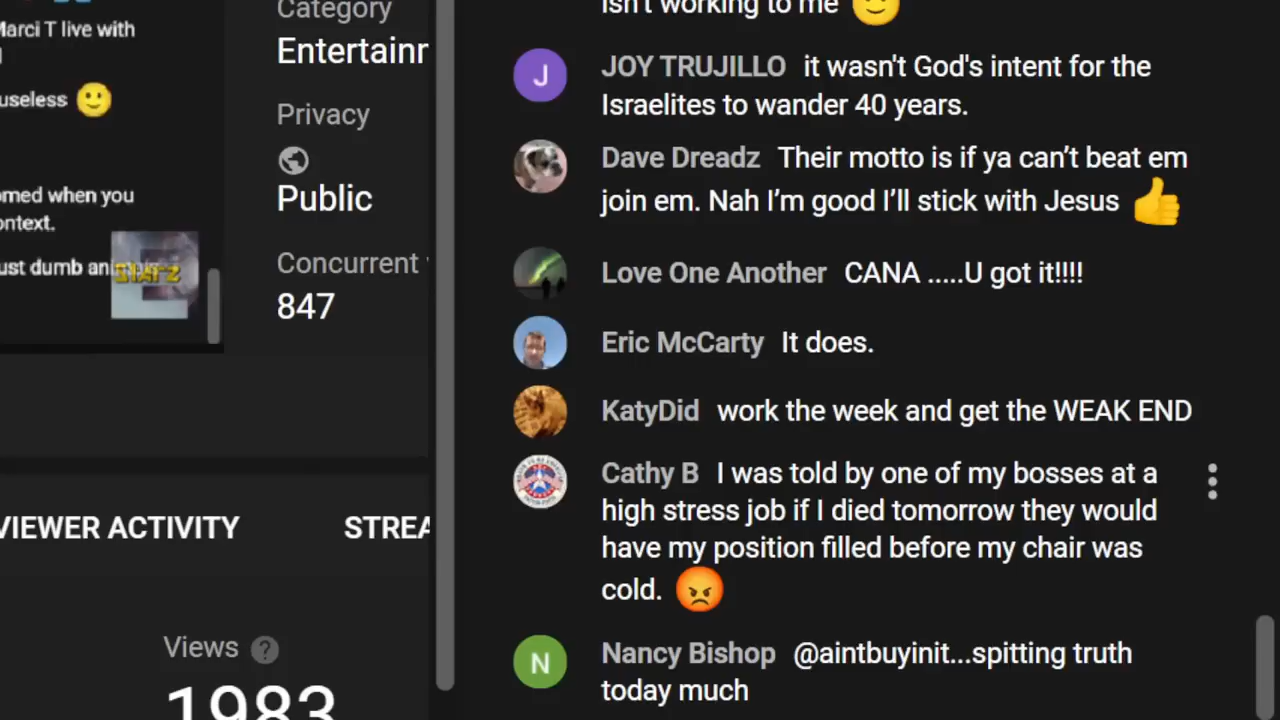 Marci T live with
useless
when you
ust dumb
STARZ
Category
Privacy
Public
Concurrent
847
VIEWER ACTIVITY
Views ?
1983
isn't working to me
J JOY TRUJILLO it wasn't God's intent for the
Israelites to wander 40 years.
Dave Dreadz Their motto is if ya can’t beat em
join em. Nah I’m good I’ll stick with Jesus
Love One Another CANA .....U got it!!!!
Eric McCarty It does.
KatyDid work the week and get the WEAK END
Cathy B I was told by one of my bosses at a
high stress job if I died tomorrow they would
have my position filled before my chair was
cold.
N Nancy Bishop @aintbuyinit...spitting truth
today much